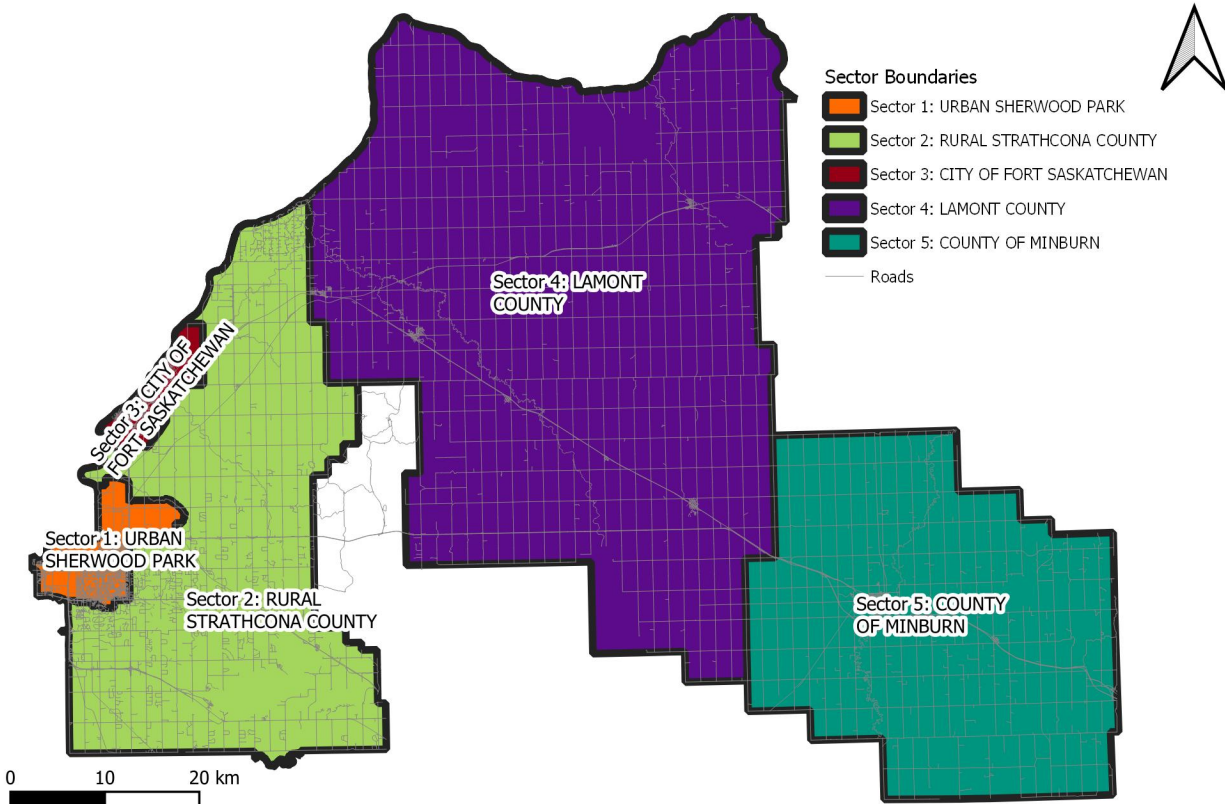 Sector Boundaries
Sector 1: URBAN SHERWOOD PARK
Sector 2: RURAL STRATHCONA COUNTY
Sector 3: CITY OF FORT SASKATCHEWAN
Sector 4: LAMONT COUNTY
Sector 5: COUNTY OF MINBURN
Roads
Sector 4: LAMONT
COUNTY
Sector 3: CITY OF
FORT SASKATCHEWAN
Sector 1: URBAN
SHERWOOD PARK
Sector 2: RURAL
STRATHCONA COUNTY
Sector 5: COUNTY
OF MINBURN
0 10 20 km